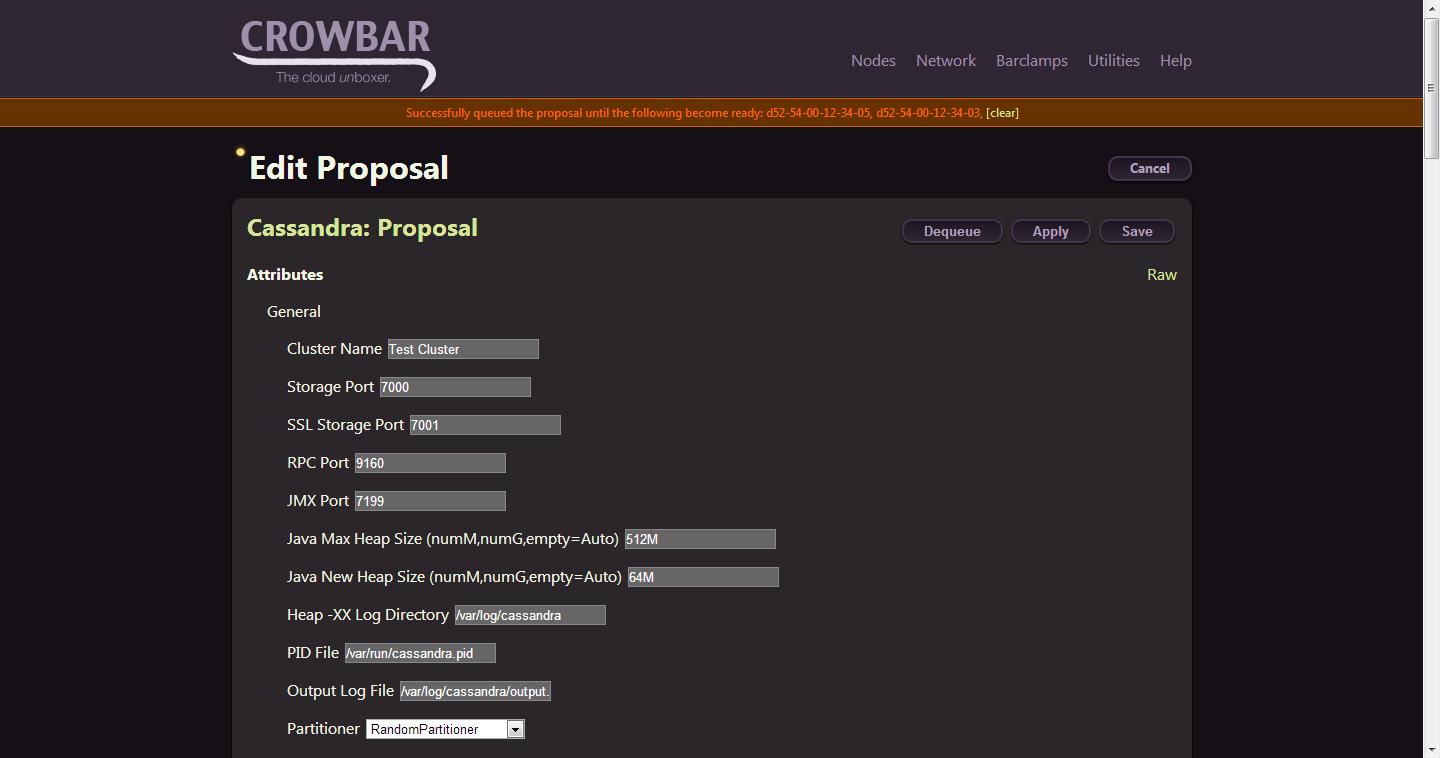 CROWBAR
The cloud unboxer.
Nodes Network Barclamps Utilities Help
Successfully queued the proposal until the following become ready: d52-54-00-12-34-05, d52-54-00-12-34-03, [clear]
Edit Proposal
Cancel
Cassandra: Proposal
Dequeue Apply Save
Attributes
Raw
General
Cluster Name Test Cluster
Storage Port 7000
SSL Storage Port 7001
RPC Port 9160
JMX Port 7199
Java Max Heap Size (numM,numG,empty=Auto) 512M
Java New Heap Size (numM,numG,empty=Auto) 64M
Heap -XX Log Directory /var/log/cassandra
PID File /var/run/cassandra.pid
Output Log File /var/log/cassandra/output.
Partitioner RandomPartitioner